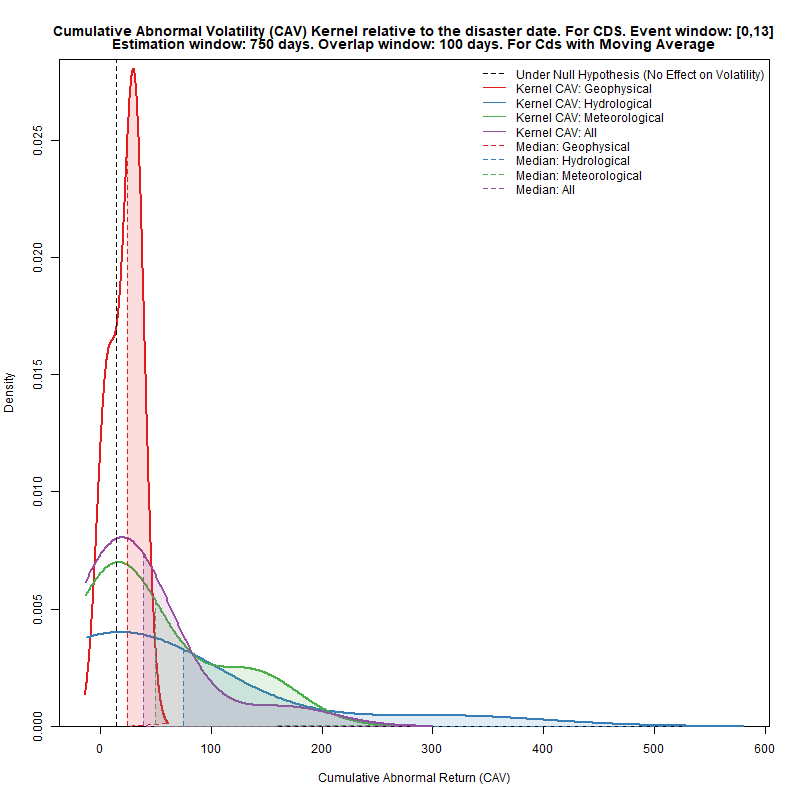 Cumulative Abnormal Volatility (CAV) Kernel relative to the disaster date. For CDS. Event window: [0,13]
Estimation window: 750 days. Overlap window: 100 days. For Cds with Moving Average
Under Null Hypothesis (No Effect on Volatility)
Kernel CAV: Geophysical
Kernel CAV: Hydrological
Kernel CAV: Meteorological
Kernel CAV: All
Median: Geophysical
Median: Hydrological
Median: Meteorological
Median: All
Density
0.025
0.020
0.015
0.010
0.005
0.000
0 100 200 300 400 500 600
Cumulative Abnormal Return (CAV)